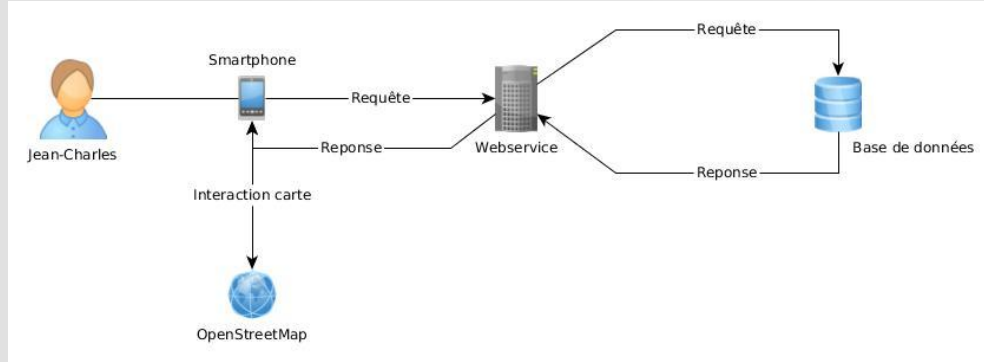 Requête
Smartphone
Requête
Jean-Charles
Reponse
Webservice
Base de données
Reponse
Interaction carte
OpenStreetMap